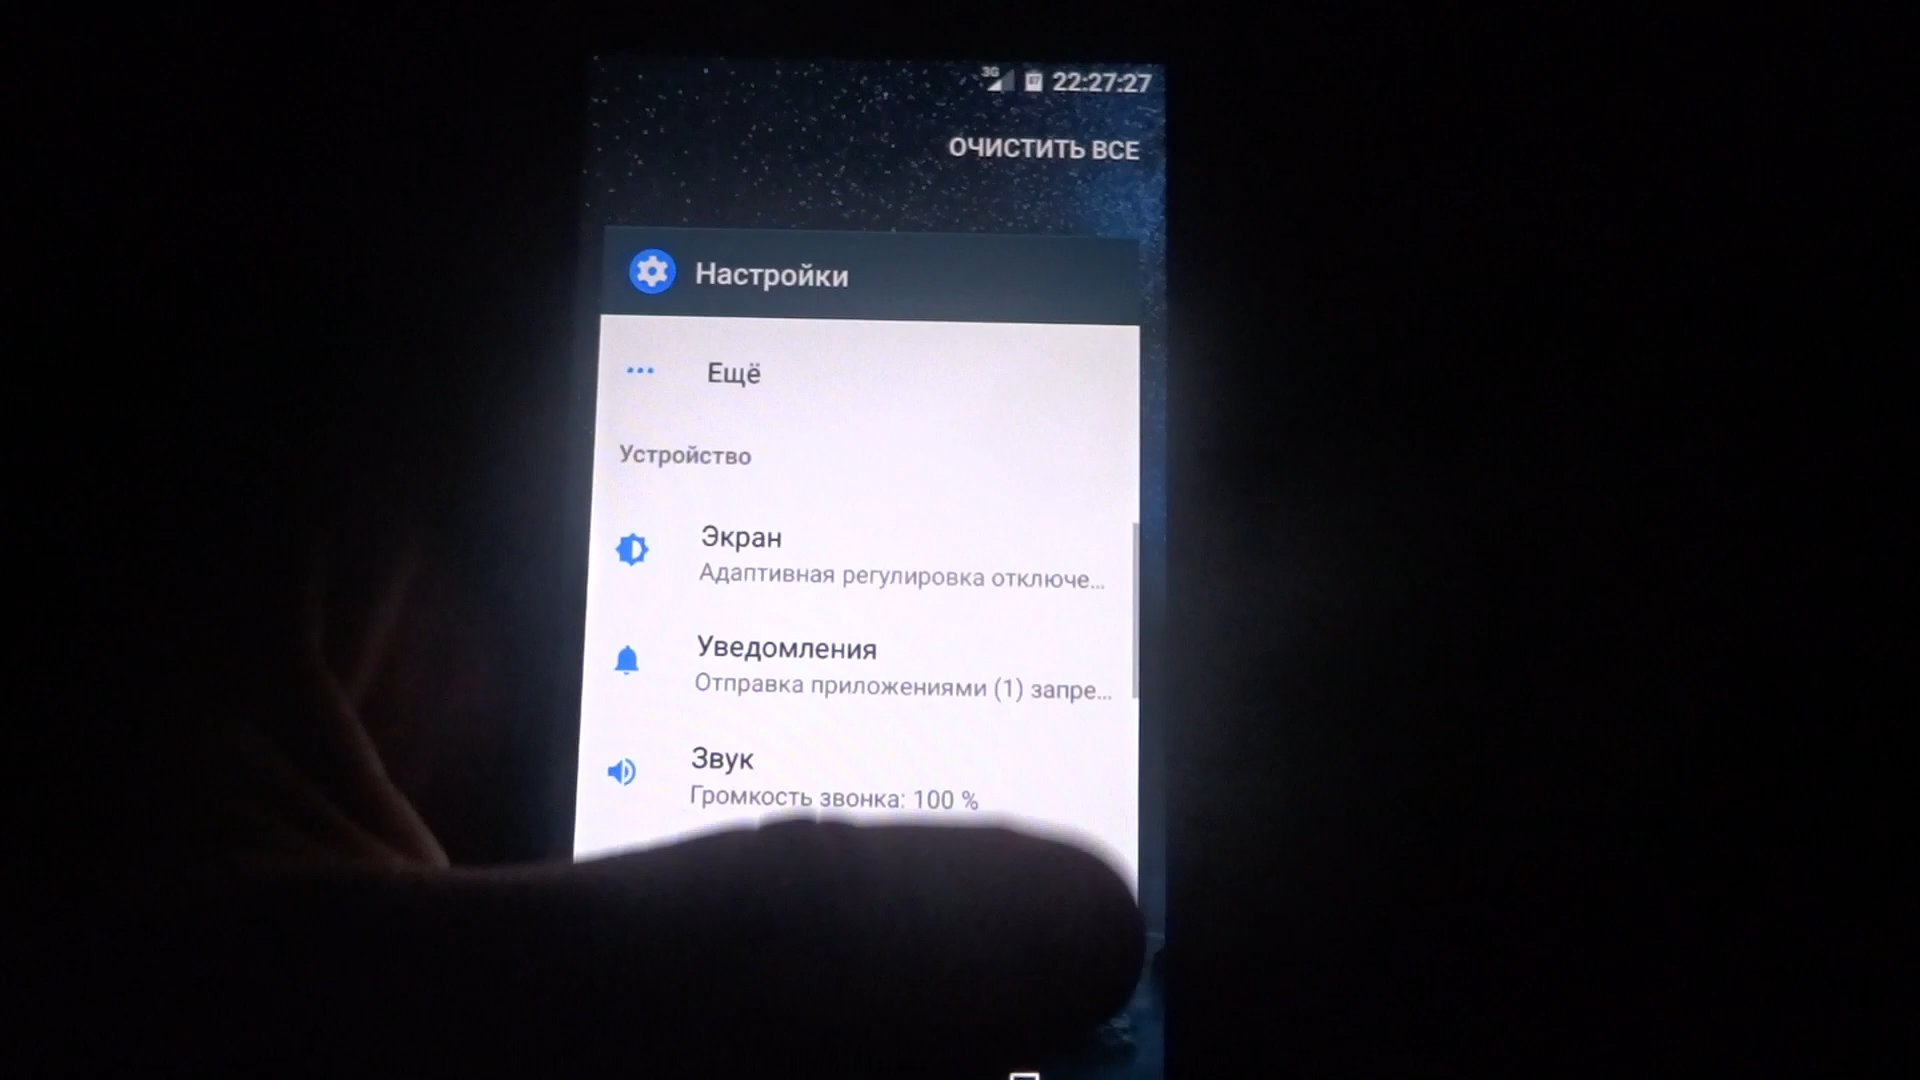 3G 22:27:27
ОЧИСТИТЬ ВСЕ
Настройки
Ещё
Устройство
Экран
Адаптивная регулировка отключе...
Уведомления
Отправка приложениями (1) запре...
Звук
Громкость звонка: 100 %